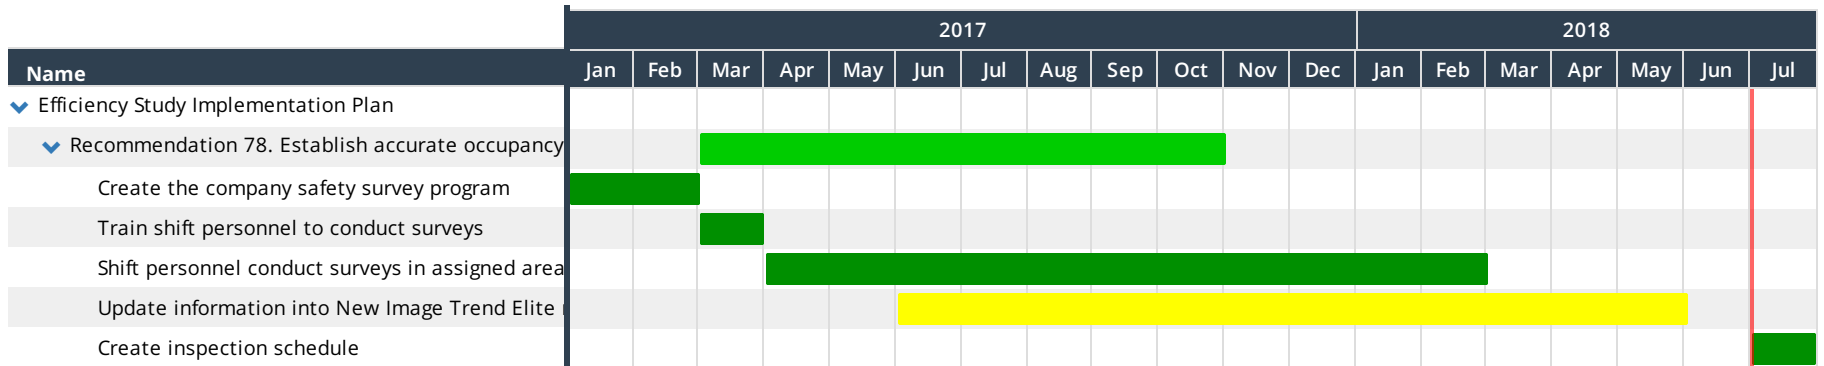 2017 2018
Name Jan Feb Mar Apr May Jun Jul Aug Sep Oct Nov Dec Jan Feb Mar Apr May Jun Jul
Efficiency Study Implementation Plan
Recommendation 78. Establish accurate occupancy
Create the company safety survey program
Train shift personnel to conduct surveys
Shift personnel conduct surveys in assigned area
Update information into New Image Trend Elite
Create inspection schedule